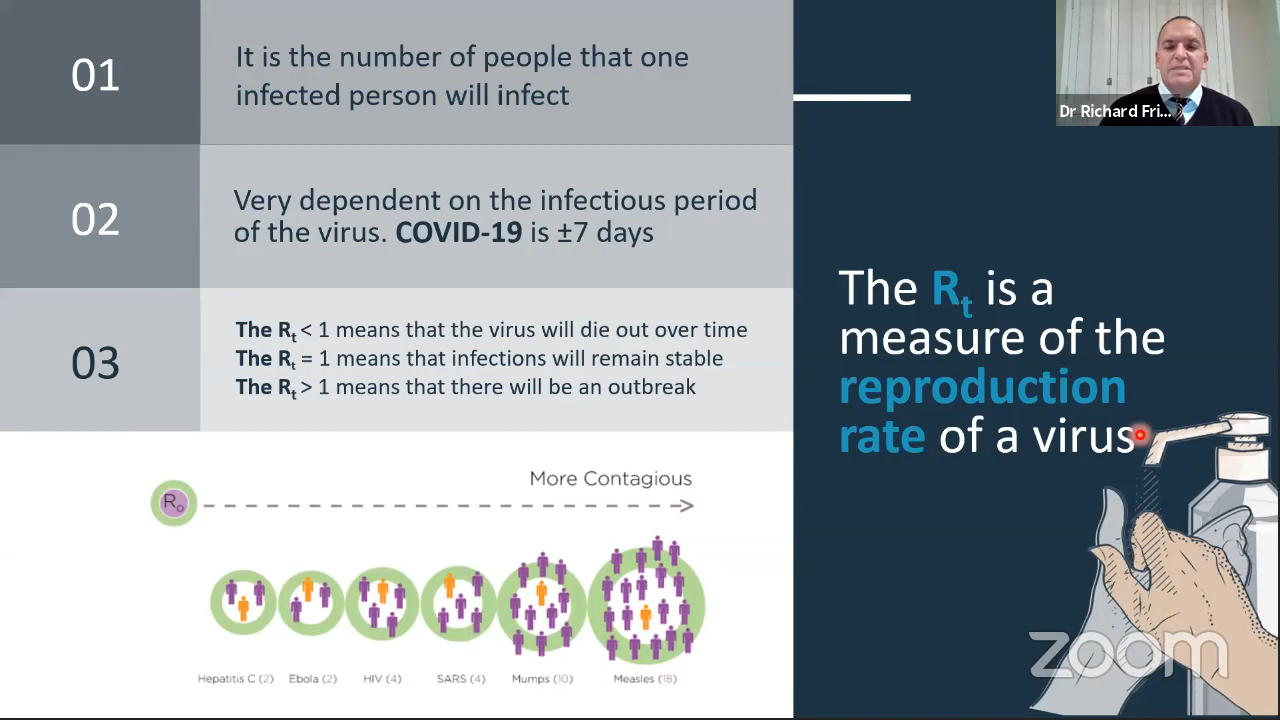 01
It is the number of people that one
infected person will infect
02
Very dependent on the infectious period
of the virus. COVID-19 is ±7 days
03
The Rt < 1 means that the virus will die out over time
The Rt = 1 means that infections will remain stable
The Rt > 1 means that there will be an outbreak
Ro
More Contagious
Hepatitis C (2)
Ebola (2)
HIV (4)
SARS (4)
Mumps (10)
Measles (18)
Dr Richard Fri...
The Rt is a
measure of the
reproduction
rate of a virus
zoom